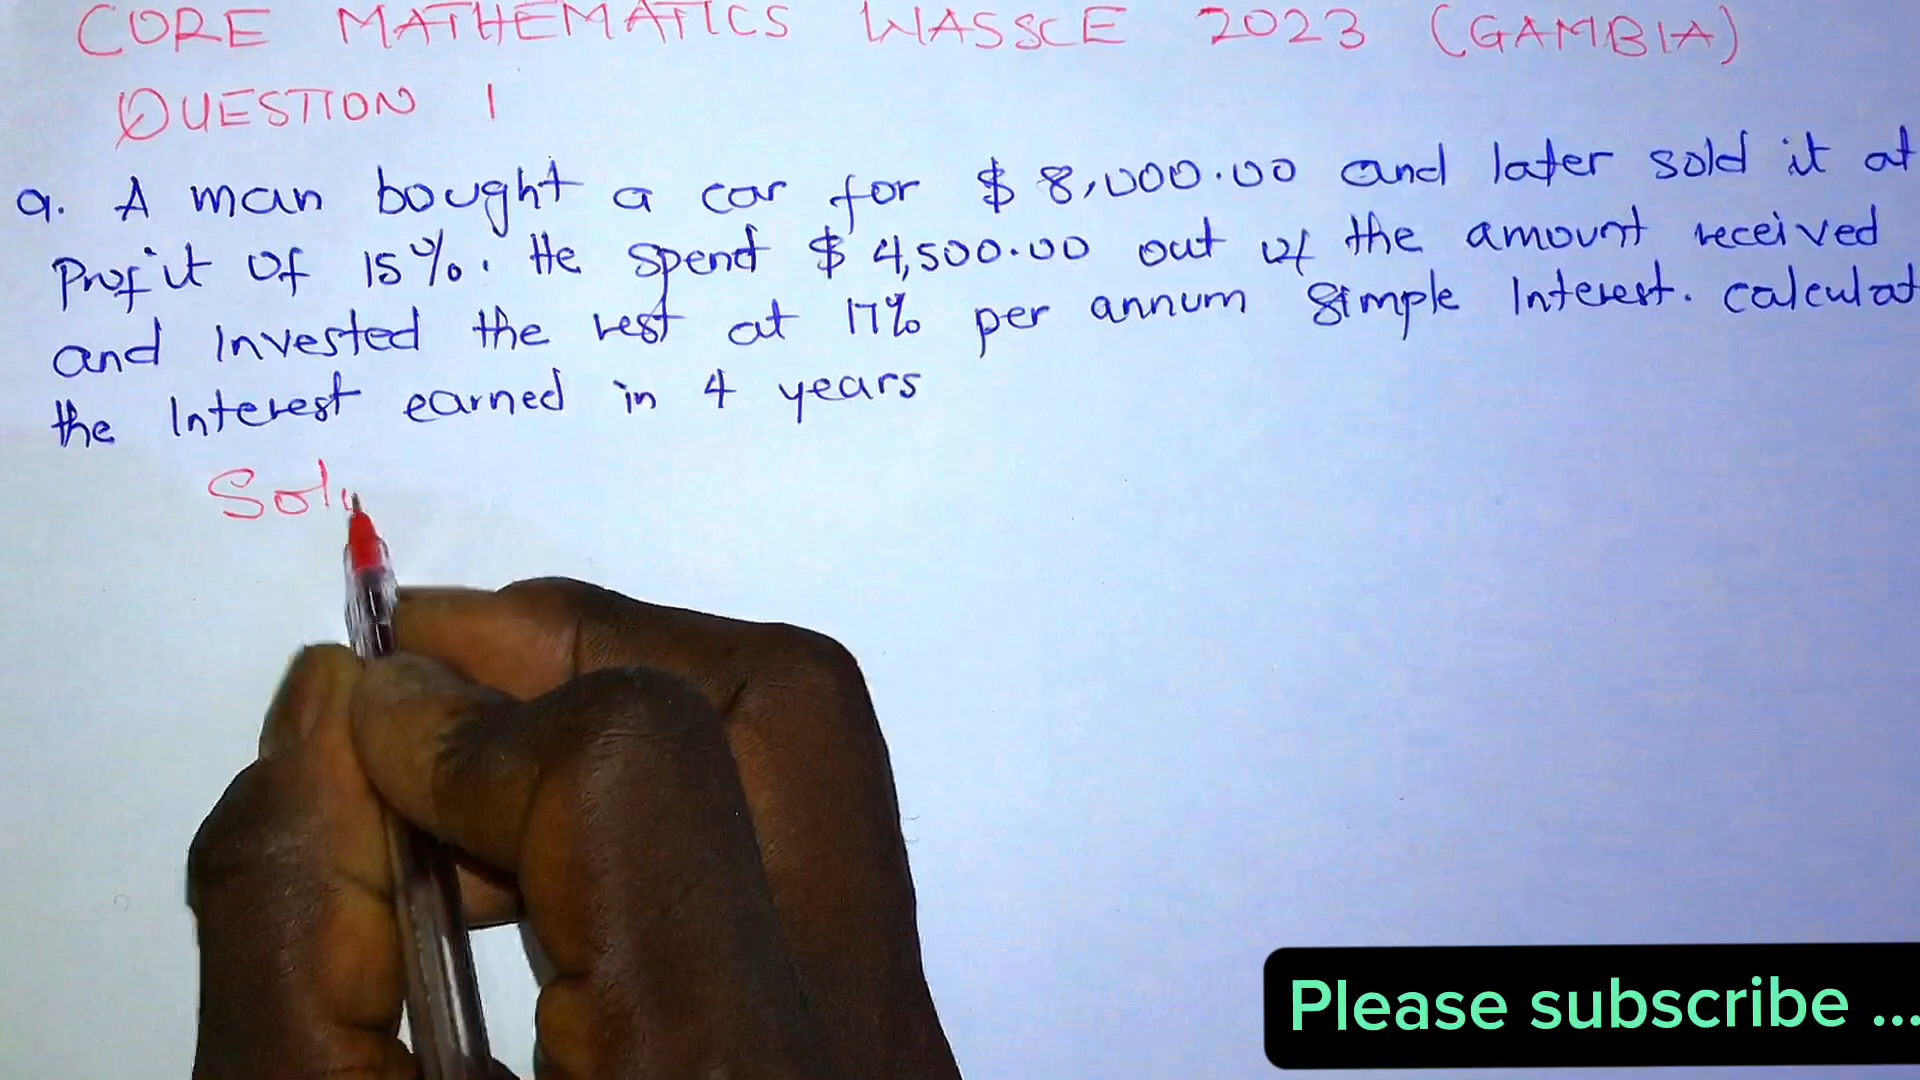 CORE MATHEMATICS WASSCE 2023 (GAMBIA)
QUESTION 1
a. A man bought a car for $ 8,000.00 and later sold it at
Profit Of 15%. He spend $ 4,500.00 out of the amount received
and Invested the rest at 17% per annum Simple Interest. calculat
the Interest earned in 4 years
Solu
Please subscribe ...